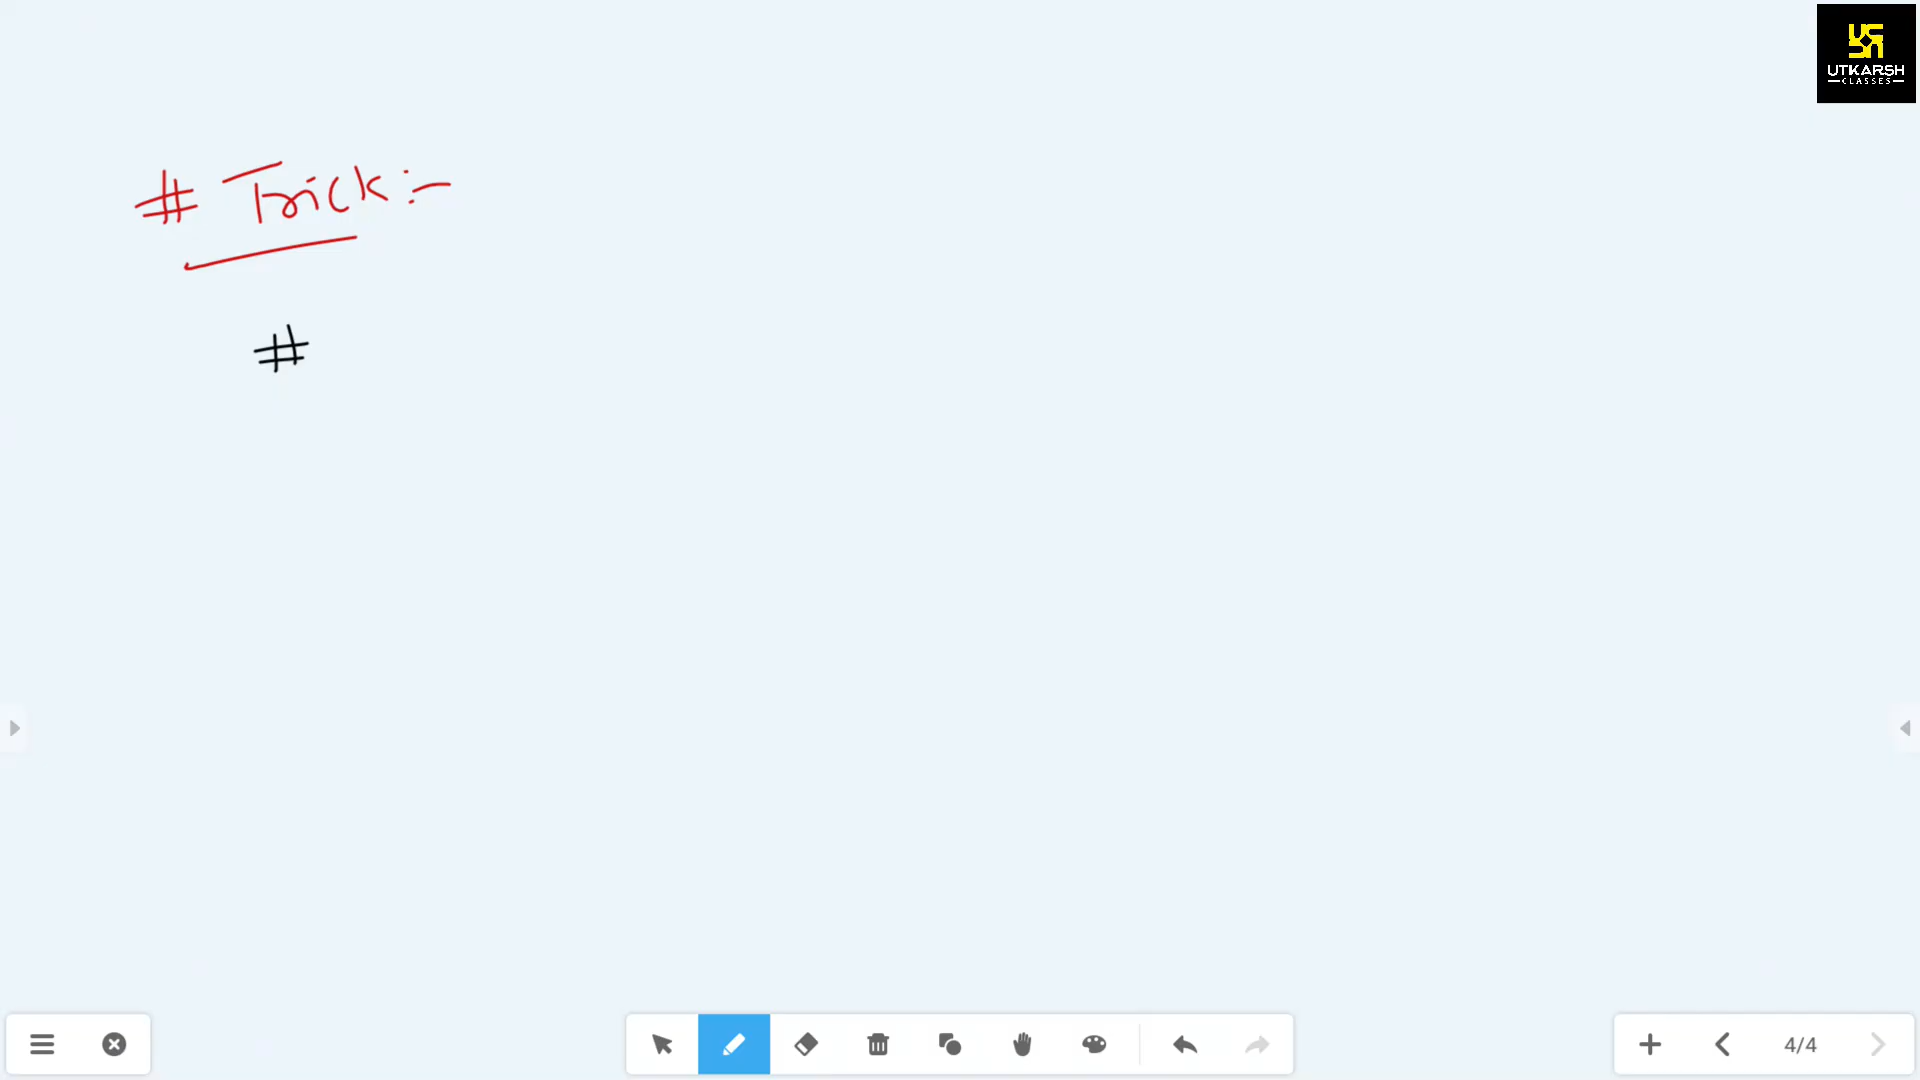 UTKARSH
CLASSES
# Trick:-
#
4/4